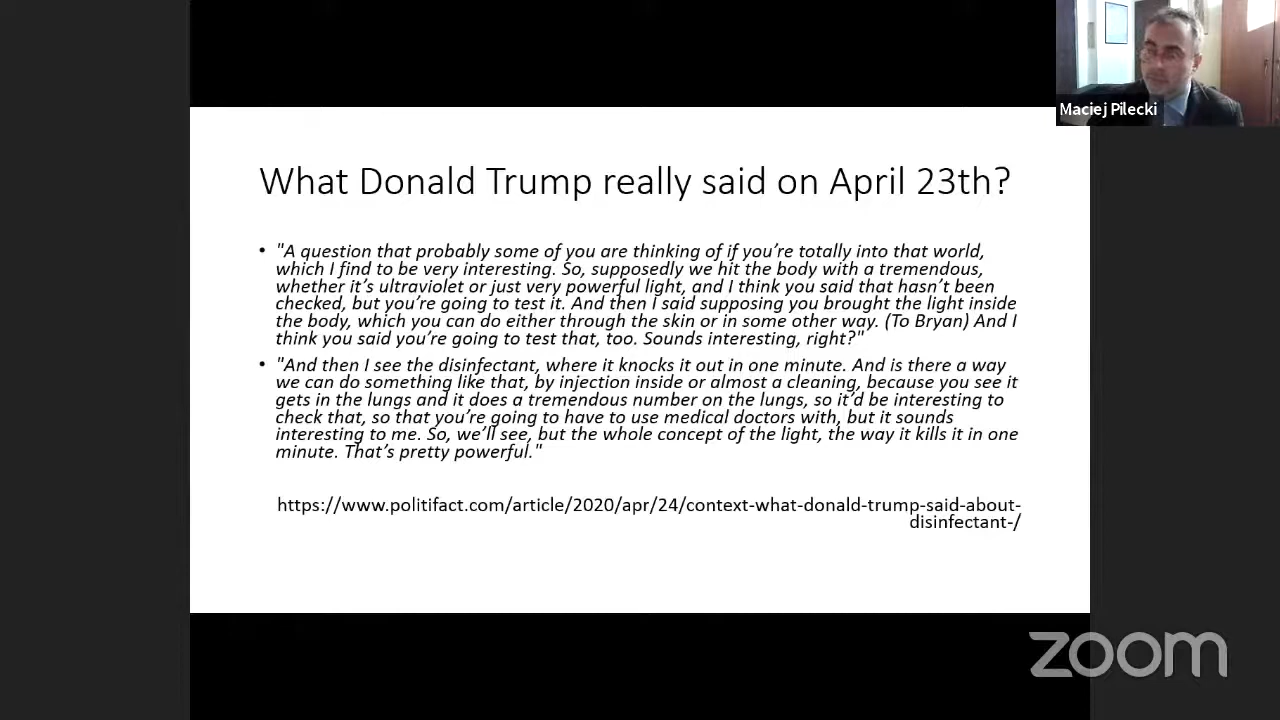 Maciej Pilecki
What Donald Trump really said on April 23th?
• "A question that probably some of you are thinking of if you’re totally into that world,
which I find to be very interesting. So, supposedly we hit the body with a tremendous,
whether it’s ultraviolet or just very powerful light, and I think you said that hasn’t been
checked, but you’re going to test it. And then I said supposing you brought the light inside
the body, which you can do either through the skin or in some other way. (To Bryan) And I
think you said you’re going to test that, too. Sounds interesting, right?"
• "And then I see the disinfectant, where it knocks it out in one minute. And is there a way
we can do something like that, by injection inside or almost a cleaning, because you see it
gets in the lungs and it does a tremendous number on the lungs, so it’d be interesting to
check that, so that you’re going to have to use medical doctors with, but it sounds
interesting to me. So, we’ll see, but the whole concept of the light, the way it kills it in one
minute. That’s pretty powerful."
https://www.politifact.com/article/2020/apr/24/context-what-donald-trump-said-about-
disinfectant-/
zoom